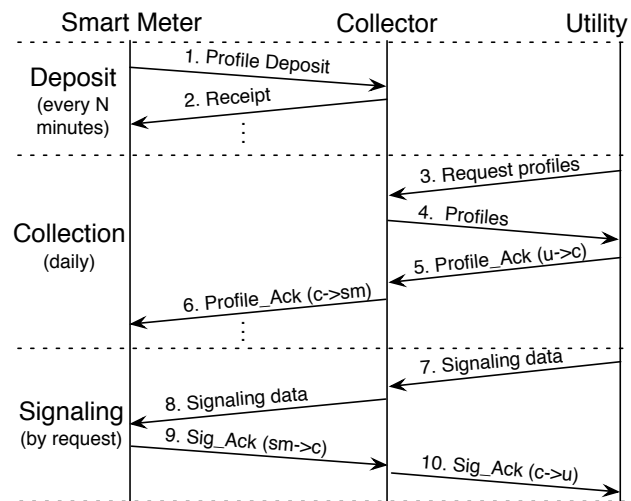 Smart Meter Collector Utility
Deposit
(every N
minutes)
1. Profile Deposit
2. Receipt
Collection
(daily)
3. Request profiles
4. Profiles
5. Profile_Ack (u->c)
6. Profile_Ack (c->sm)
Signaling
(by request)
7. Signaling data
8. Signaling data
9. Sig_Ack (sm->c)
10. Sig_Ack (c->u)